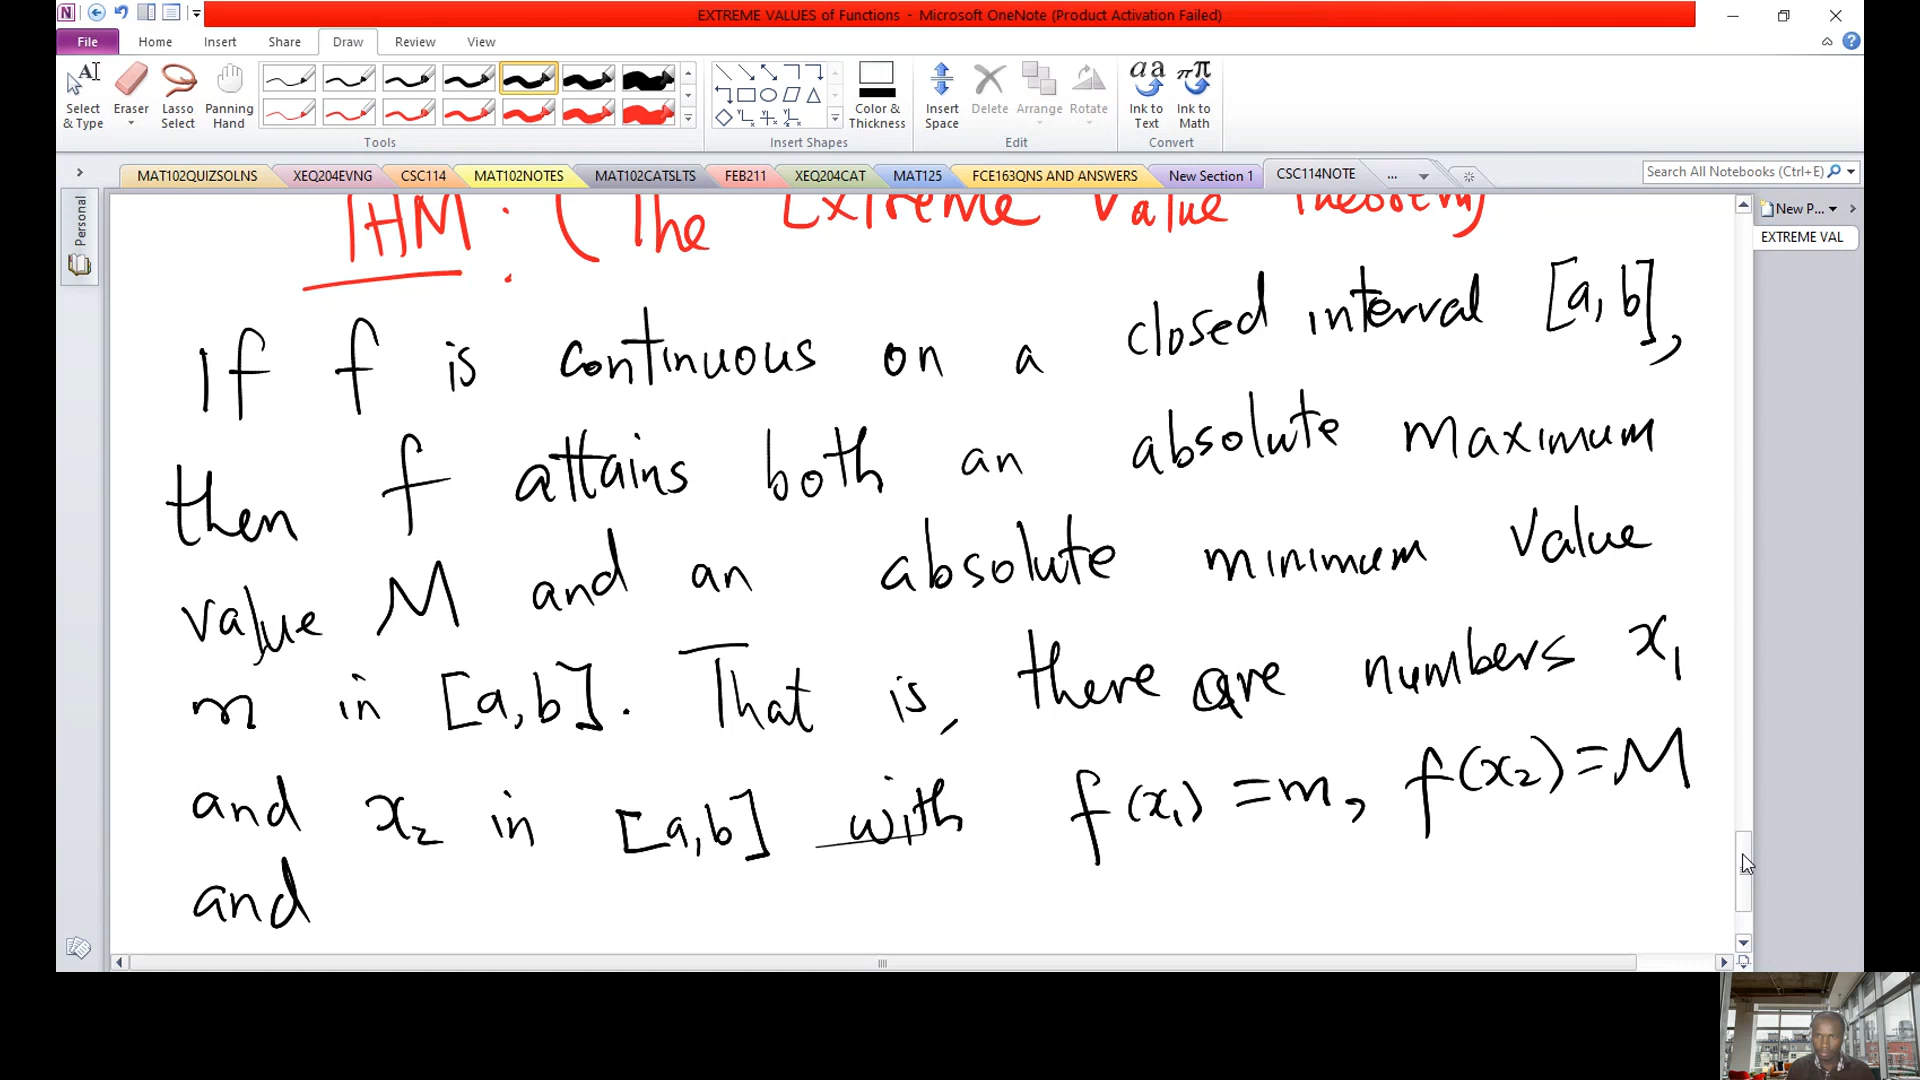 EXTREME VALUES of Functions - Microsoft OneNote (Product Activation Failed)
File Home Insert Share Draw Review View
Select & Type
Eraser
Lasso Select
Panning Hand
Color & Thickness
Insert Space
Delete
Arrange
Rotate
Ink to Text
Ink to Math
Tools Insert Shapes Edit Convert
MAT102QUIZSOLNS XEQ204EVNG CSC114 MAT102NOTES MAT102CATSLTS FEB211 XEQ204CAT MAT125 FCE163QNS AND ANSWERS New Section 1 CSC114NOTE ...
Search All Notebooks (Ctrl+E)
Personal
New P...
EXTREME VAL
THM: (The Extreme Value Theorem)
If f is continuous on a closed interval [a, b],
then f attains both an absolute maximum
value M and an absolute minimum value
m in [a, b]. That is, there are numbers x₁
and x₂ in [a, b] with f(x₁) = m, f(x₂) = M
and